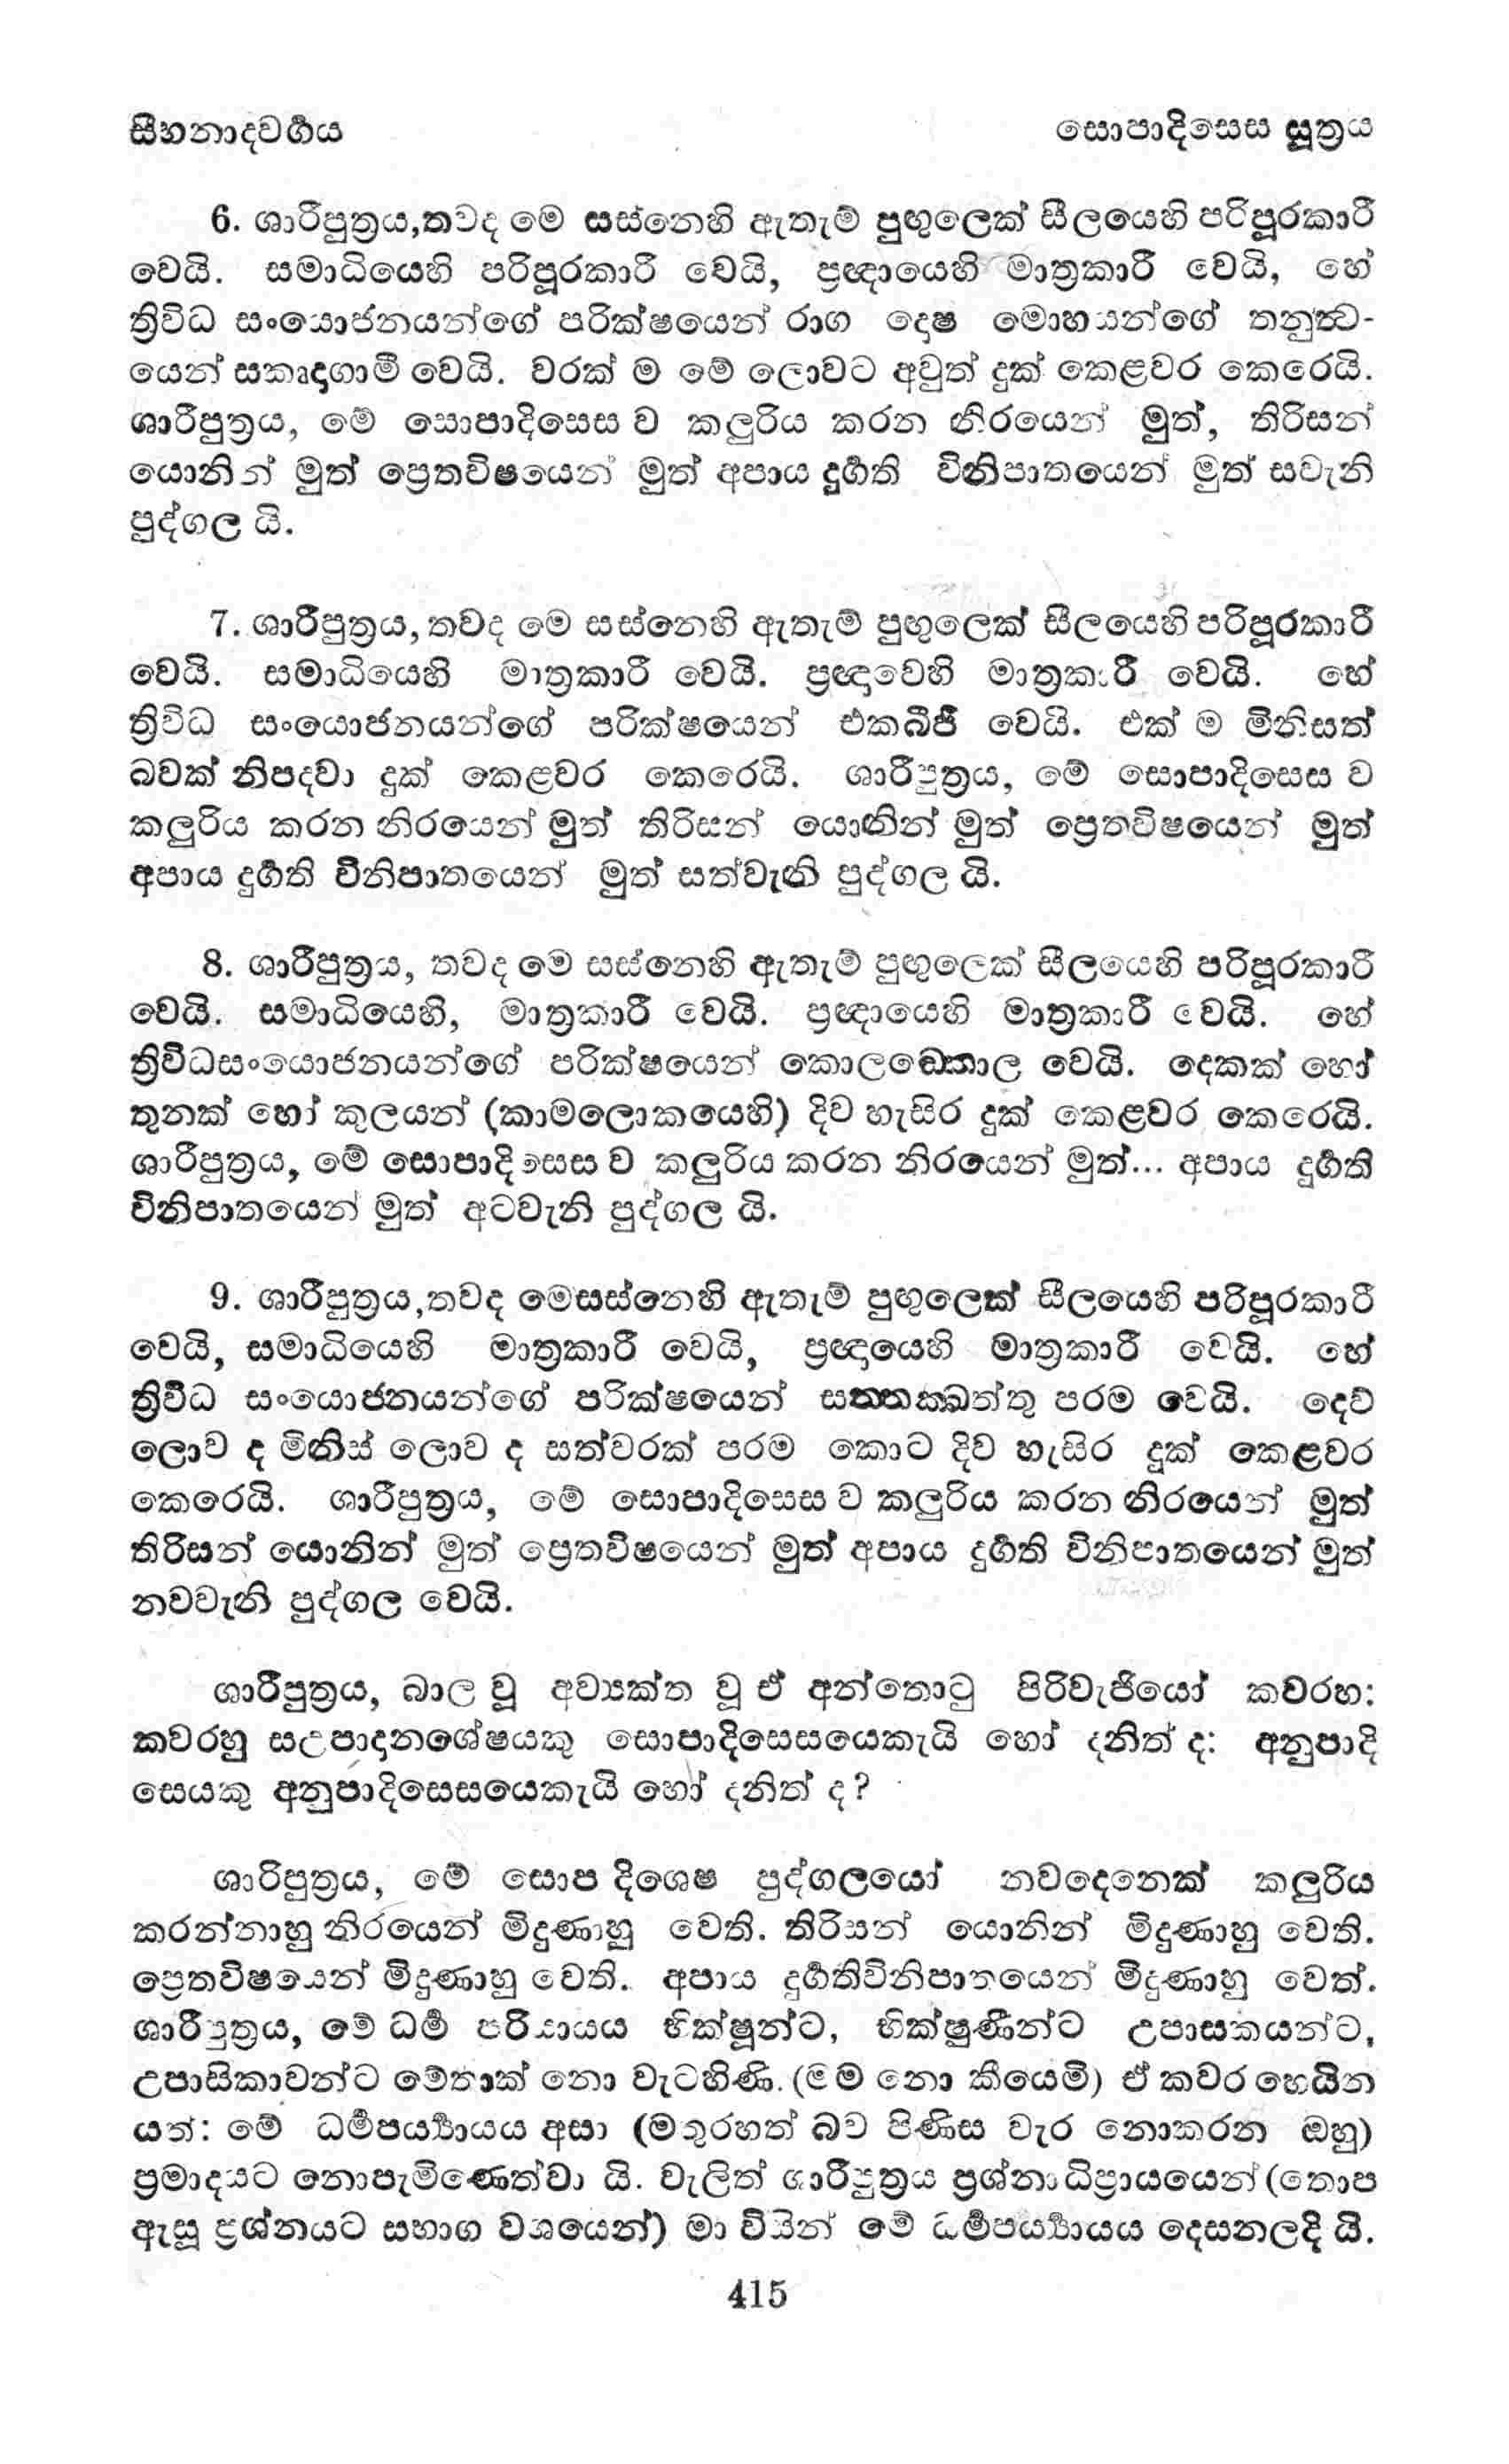 සීහනාදවර්‍ගය
සොපාදිසෙස සූත්‍රය
6. ශාරීපුත්‍රය,තවද මෙ සස්නෙහි ඇතැම් පුඟුලෙක් සීලයෙහි පරිපූරකාරී
වෙයි. සමාධියෙහි පරිපූරකාරී වෙයි, ප්‍රඥායෙහි මාත්‍රකාරී වෙයි, හේ
ත්‍රිවිධ සංයොජනයන්ගේ පරික්ෂයෙන් රාග දොෂ මොහයන්ගේ තනුත්‍ව-
යෙන් සකෘදාගාමී වෙයි. වරක් ම මේ ලොවට අවුත් දුක් කෙළවර කෙරෙයි.
ශාරීපුත්‍රය, මේ සොපාදිසෙස ව කලුරිය කරන නිරයෙන් මුත්, තිරිසන්
යොනින් මුත් ප්‍රෙතවිෂයෙන් මුත් අපාය දුර්‍ගති විනිපාතයෙන් මුත් සවැනි
පුද්ගල යි.
7. ශාරීපුත්‍රය, තවද මෙ සස්නෙහි ඇතැම් පුඟුලෙක් සීලයෙහි පරිපූරකාරී
වෙයි. සමාධියෙහි මාත්‍රකාරී වෙයි. ප්‍රඥාවෙහි මාත්‍රකාරී වෙයි. හේ
ත්‍රිවිධ සංයොජනයන්ගේ පරික්ෂයෙන් එකබීජී වෙයි. එක් ම මිනිසත්
බවක් නිපදවා දුක් කෙළවර කෙරෙයි. ශාරීපුත්‍රය, මේ සොපාදිසෙස ව
කලුරිය කරන නිරයෙන් මුත් තිරිසන් යොනින් මුත් ප්‍රෙතවිෂයෙන් මුත්
අපාය දුර්‍ගති විනිපාතයෙන් මුත් සත්වැනි පුද්ගල යි.
8. ශාරීපුත්‍රය, තවද මෙ සස්නෙහි ඇතැම් පුඟුලෙක් සීලයෙහි පරිපූරකාරී
වෙයි. සමාධියෙහි, මාත්‍රකාරී වෙයි. ප්‍රඥායෙහි මාත්‍රකාරී වෙයි. හේ
ත්‍රිවිධසංයොජනයන්ගේ පරික්ෂයෙන් කොලඞ්කොල වෙයි. දෙකක් හෝ
තුනක් හෝ කුලයන් (කාමලොකයෙහි) දිව හැසිර දුක් කෙළවර කෙරෙයි.
ශාරීපුත්‍රය, මේ සොපාදිසෙස ව කලුරිය කරන නිරයෙන් මුත්... අපාය දුර්‍ගති
විනිපාතයෙන් මුත් අටවැනි පුද්ගල යි.
9. ශාරීපුත්‍රය,තවද මෙසස්නෙහි ඇතැම් පුඟුලෙක් සීලයෙහි පරිපූරකාරී
වෙයි, සමාධියෙහි මාත්‍රකාරී වෙයි, ප්‍රඥායෙහි මාත්‍රකාරී වෙයි. හේ
ත්‍රිවිධ සංයොජනයන්ගේ පරික්ෂයෙන් සත්තක්ඛත්තු පරම වෙයි. දෙව්
ලොව ද මිනිස් ලොව ද සත්වරක් පරම කොට දිව හැසිර දුක් කෙළවර
කෙරෙයි. ශාරීපුත්‍රය, මේ සොපාදිසෙස ව කලුරිය කරන නිරයෙන් මුත්
තිරිසන් යොනින් මුත් ප්‍රෙතවිෂයෙන් මුත් අපාය දුර්‍ගති විනිපාතයෙන් මුත්
නවවැනි පුද්ගල වෙයි.
ශාරීපුත්‍රය, බාල වූ අව්‍යක්ත වූ ඒ අන්තොටු පිරිවැජියෝ කවරහ:
කවරහු සඋපාදානශේෂයකු සොපාදිසෙසයෙකැයි හෝ දනිත් ද: අනුපාදි
සෙයකු අනුපාදිසෙසයෙකැයි හෝ දනිත් ද?
ශාරිපුත්‍රය, මේ සොප දිශෙෂ පුද්ගලයෝ නවදෙනෙක් කලුරිය
කරන්නාහු නිරයෙන් මිදුණාහු වෙති. තිරිසන් යොනින් මිදුණාහු වෙති.
ප්‍රෙතවිෂයෙන් මිදුණාහු වෙති. අපාය දුර්‍ගතිවිනිපාතයෙන් මිදුණාහු වෙත්.
ශාරීපුත්‍රය, මේ ධර්‍ම පරියායය භික්ෂූන්ට, භික්ෂුණීන්ට උපාසකයන්ට,
උපාසිකාවන්ට මේතාක් නො වැටහිණි. (මම නො කීයෙමි) ඒ කවර හෙයින
යත්: මේ ධර්‍මපර්‍ය්‍යායය අසා (මතුරහත් බව පිණිස වැර නොකරන ඔහු)
ප්‍රමාදයට නොපැමිණෙත්වා යි. වැලිත් ශාරීපුත්‍රය ප්‍රශ්නාධිප්‍රායයෙන් (තොප
ඇසූ ප්‍රශ්නයට සභාග වශයෙන්) මා විසින් මේ ධර්‍මපර්‍ය්‍යායය දෙසනලදි යි.
415